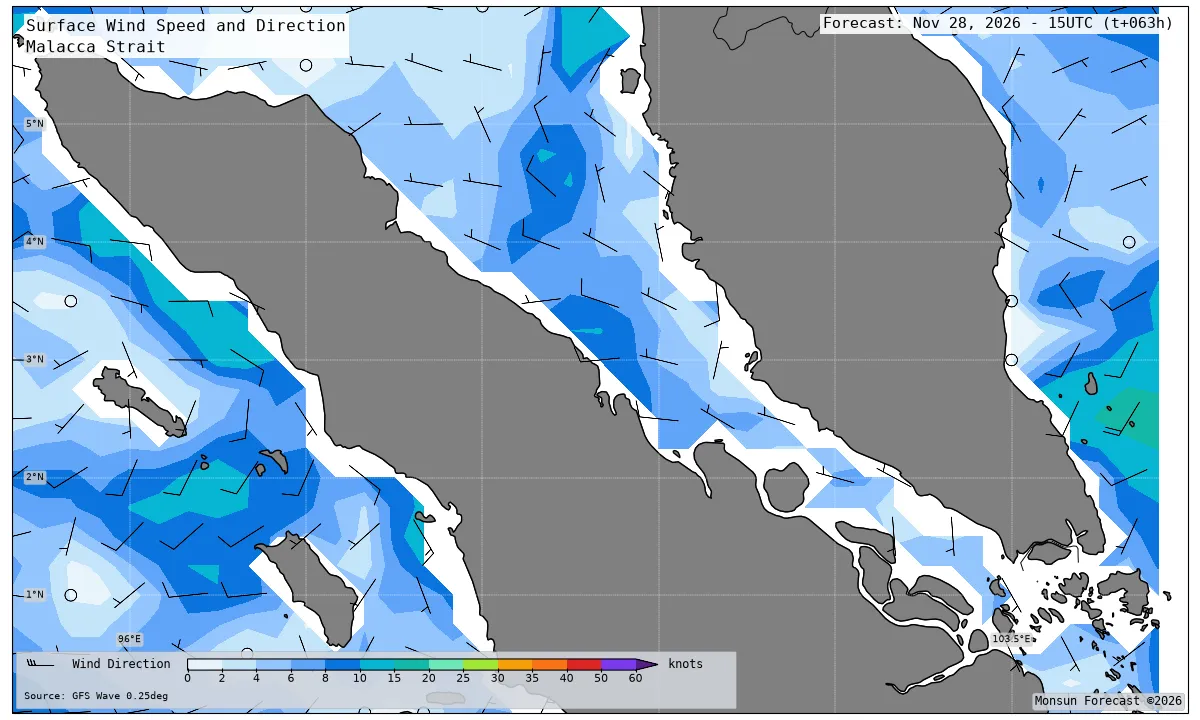 Surface Wind Speed and Direction
Malacca Strait
Forecast: Nov 28, 2026 - 15UTC (t+063h)
5°N
4°N
3°N
2°N
1°N
96°E
103.5°E
Wind Direction
knots
0 2 4 6 8 10 15 20 25 30 35 40 50 60
Source: GFS Wave 0.25deg
Monsun Forecast ©2026